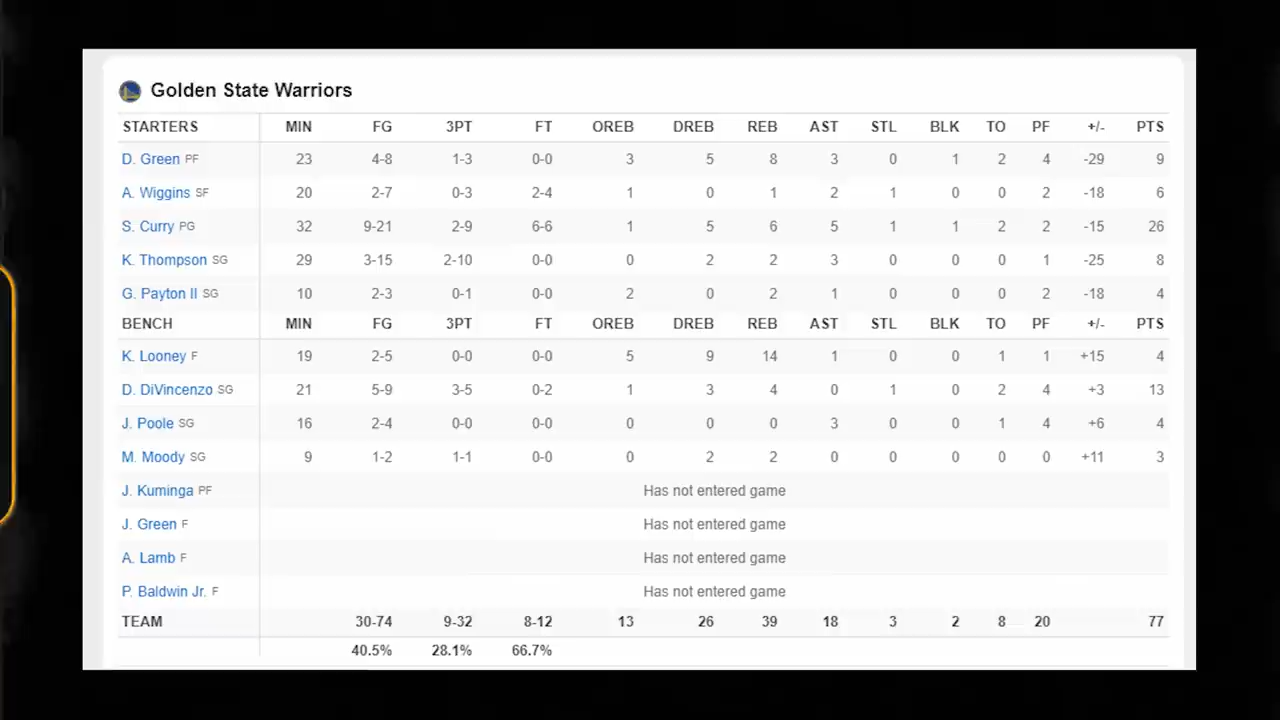 Golden State Warriors
STARTERS MIN FG 3PT FT OREB DREB REB AST STL BLK TO PF +/- PTS
D. Green PF 23 4-8 1-3 0-0 3 5 8 3 0 1 2 4 -29 9
A. Wiggins SF 20 2-7 0-3 2-4 1 0 1 2 1 0 0 2 -18 6
S. Curry PG 32 9-21 2-9 6-6 1 5 6 5 1 1 2 2 -15 26
K. Thompson SG 29 3-15 2-10 0-0 0 2 2 3 0 0 0 1 -25 8
G. Payton II SG 10 2-3 0-1 0-0 2 0 2 1 0 0 0 2 -18 4
BENCH MIN FG 3PT FT OREB DREB REB AST STL BLK TO PF +/- PTS
K. Looney F 19 2-5 0-0 0-0 5 9 14 1 0 0 1 1 +15 4
D. DiVincenzo SG 21 5-9 3-5 0-2 1 3 4 0 1 0 2 4 +3 13
J. Poole SG 16 2-4 0-0 0-0 0 0 0 3 0 0 1 4 +6 4
M. Moody SG 9 1-2 1-1 0-0 0 2 2 0 0 0 0 0 +11 3
J. Kuminga PF Has not entered game
J. Green F Has not entered game
A. Lamb F Has not entered game
P. Baldwin Jr. F Has not entered game
TEAM 30-74 9-32 8-12 13 26 39 18 3 2 8 20 77
40.5% 28.1% 66.7%